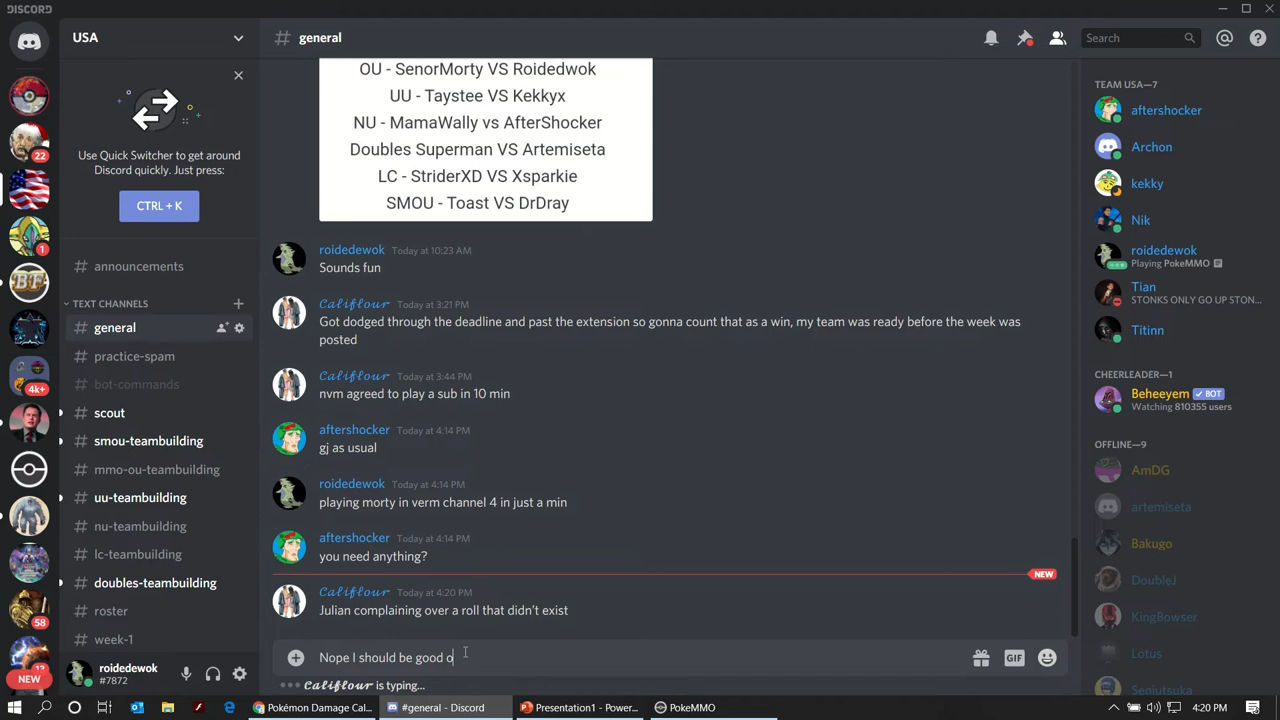 DISCORD
USA
# general
Search
Use Quick Switcher to get around
Discord quickly. Just press:
CTRL + K
# announcements
TEXT CHANNELS
# general
# practice-spam
# bot-commands
# scout
# smou-teambuilding
# mmo-ou-teambuilding
# uu-teambuilding
# nu-teambuilding
# lc-teambuilding
# doubles-teambuilding
# roster
# week-1
22
1
4k+
58
NEW
roidedewok
#7872
OU - SenorMorty VS Roidedwok
UU - Taystee VS Kekkyx
NU - MamaWally vs AfterShocker
Doubles Superman VS Artemiseta
LC - StriderXD VS Xsparkie
SMOU - Toast VS DrDray
roidedewok Today at 10:23 AM
Sounds fun
Califlour Today at 3:21 PM
Got dodged through the deadline and past the extension so gonna count that as a win, my team was ready before the week was
posted
Califlour Today at 3:44 PM
nvm agreed to play a sub in 10 min
aftershocker Today at 4:14 PM
gj as usual
roidedewok Today at 4:14 PM
playing morty in verm channel 4 in just a min
aftershocker Today at 4:14 PM
you need anything?
NEW
Califlour Today at 4:20 PM
Julian complaining over a roll that didn't exist
Nope I should be good o
GIF
Califlour is typing...
TEAM USA—7
aftershocker
Archon
kekky
Nik
roidedewok
Playing PokeMMO
Tian
STONKS ONLY GO UP STON...
Titinn
CHEERLEADER—1
Beheeyem BOT
Watching 810355 users
OFFLINE—9
AmDG
artemiseta
Bakugo
DoubleJ
KingBowser
Lotus
Senjutsuka
Pokémon Damage Cal...
#general - Discord
Presentation1 - Power...
PokeMMO
4:20 PM